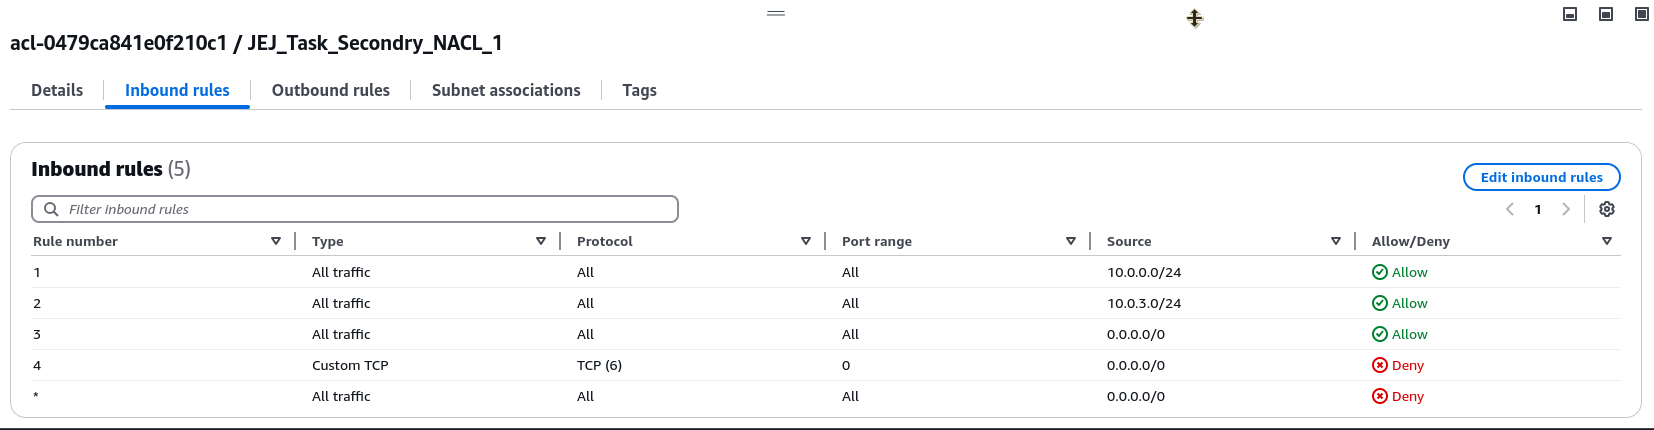 acl-0479ca841e0f210c1 / JEJ_Task_Secondry_NACL_1
Details Inbound rules Outbound rules Subnet associations Tags
Inbound rules (5)
Edit inbound rules
Filter inbound rules 1
Rule number Type Protocol Port range Source Allow/Deny
1 All traffic All All 10.0.0.0/24 Allow
2 All traffic All All 10.0.3.0/24 Allow
3 All traffic All All 0.0.0.0/0 Allow
4 Custom TCP TCP (6) 0 0.0.0.0/0 Deny
* All traffic All All 0.0.0.0/0 Deny